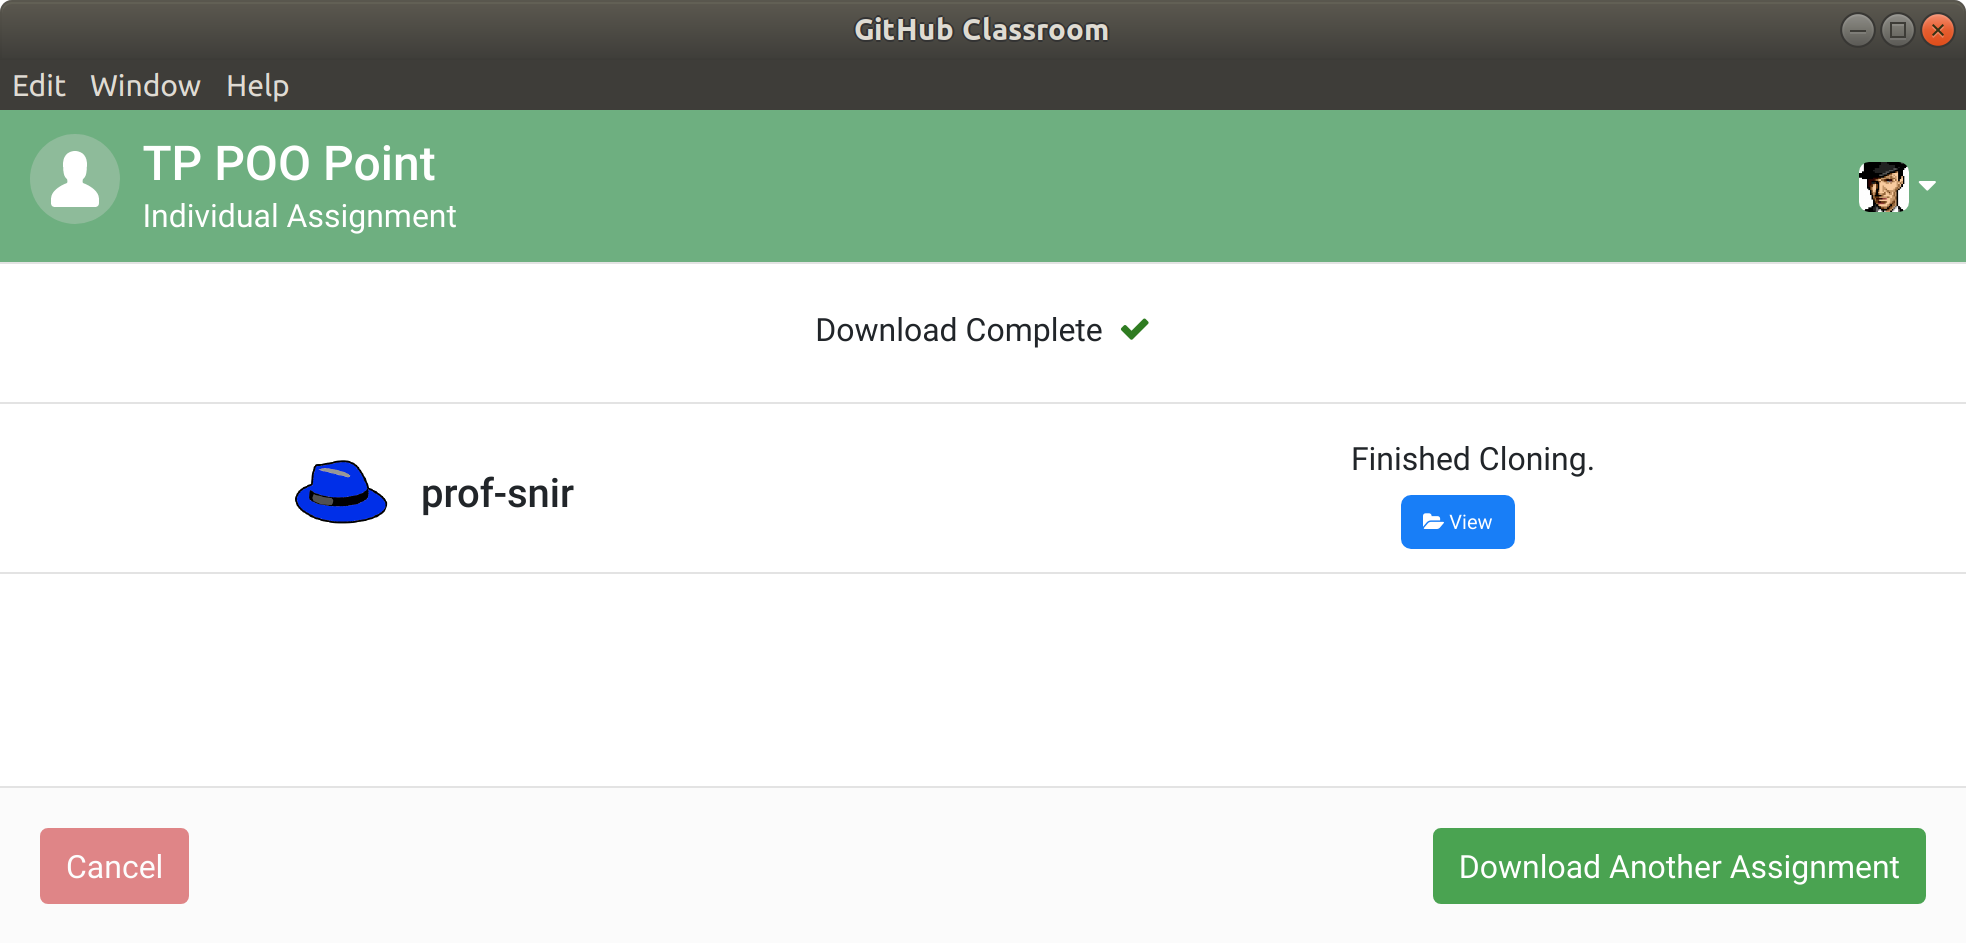 GitHub Classroom
Edit Window Help
TP POO Point
Individual Assignment
Download Complete
prof-snir
Finished Cloning.
View
Cancel
Download Another Assignment